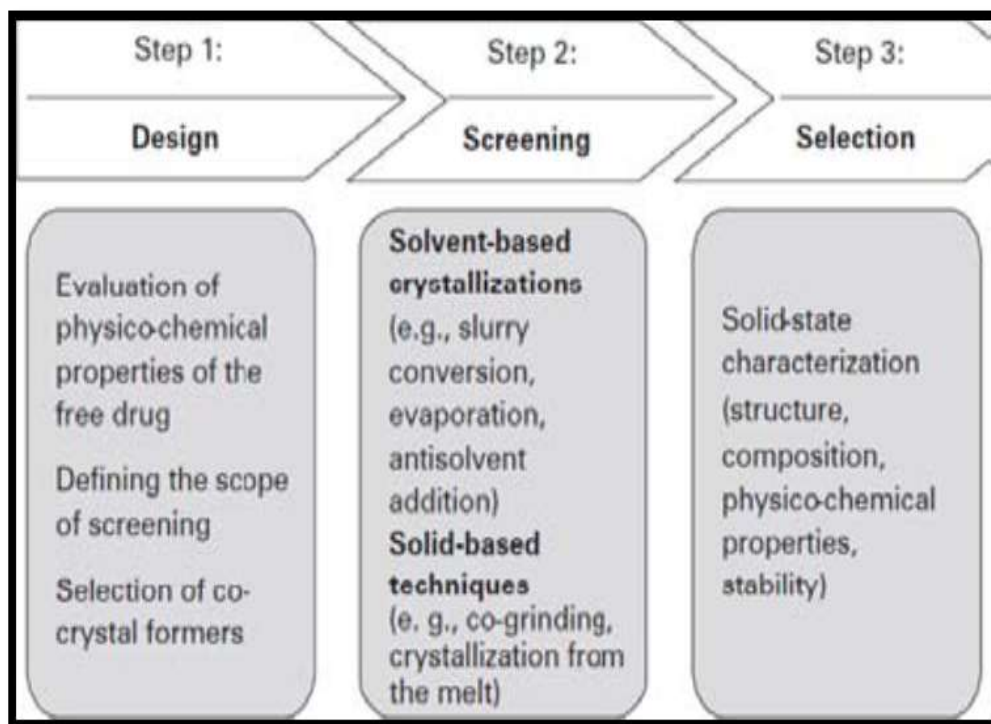 Step 1:
Design
Evaluation of
physico-chemical
properties of the
free drug
Defining the scope
of screening
Selection of co-
crystal formers
Step 2:
Screening
Solvent-based
crystallizations
(e.g., slurry
conversion,
evaporation,
antisolvent
addition)
Solid-based
techniques
(e. g., co-grinding,
crystallization from
the melt)
Step 3:
Selection
Solid-state
characterization
(structure,
composition,
physico-chemical
properties,
stability)